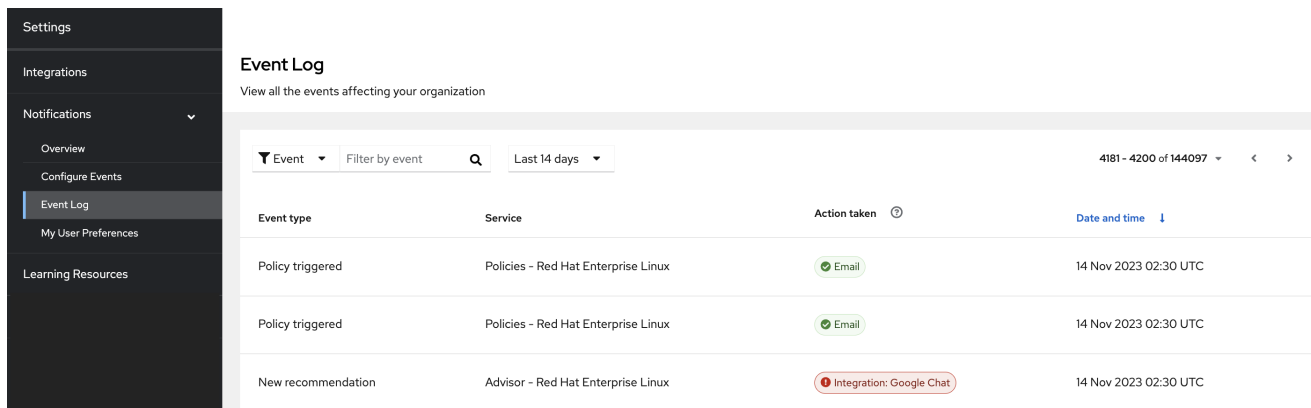 Settings
Integrations
Notifications
Overview
Configure Events
Event Log
My User Preferences
Learning Resources
Event Log
View all the events affecting your organization
Event Filter by event Last 14 days 4181 - 4200 of 144097
Event type Service Action taken Date and time
Policy triggered Policies - Red Hat Enterprise Linux Email 14 Nov 2023 02:30 UTC
Policy triggered Policies - Red Hat Enterprise Linux Email 14 Nov 2023 02:30 UTC
New recommendation Advisor - Red Hat Enterprise Linux Integration: Google Chat 14 Nov 2023 02:30 UTC